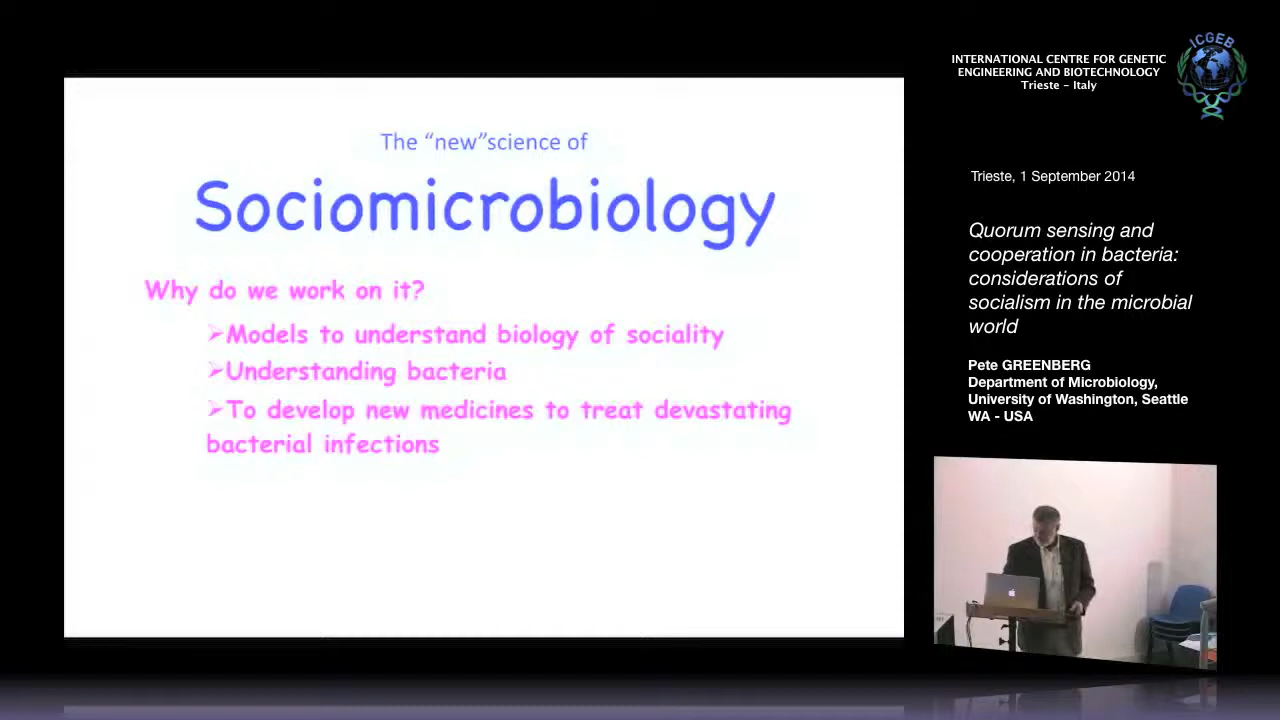 The “new”science of
Sociomicrobiology
Why do we work on it?
➢Models to understand biology of sociality
➢Understanding bacteria
➢To develop new medicines to treat devastating
bacterial infections
ICGEB
INTERNATIONAL CENTRE FOR GENETIC
ENGINEERING AND BIOTECHNOLOGY
Trieste – Italy
Trieste, 1 September 2014
Quorum sensing and
cooperation in bacteria:
considerations of
socialism in the microbial
world
Pete GREENBERG
Department of Microbiology,
University of Washington, Seattle
WA - USA